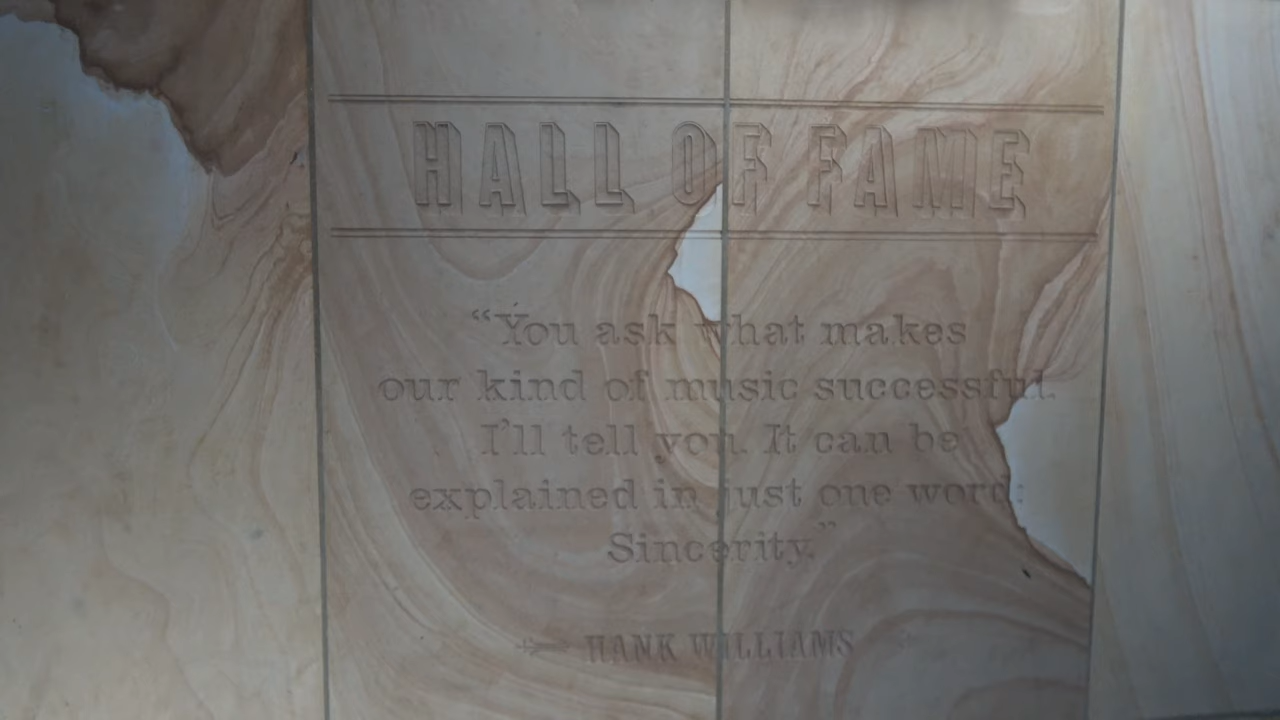 HALL OF FAME
“You ask what makes
our kind of music successful.
I’ll tell you. It can be
explained in just one word:
Sincerity.”
HANK WILLIAMS